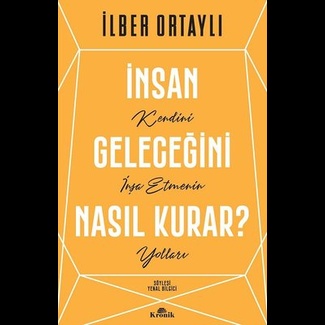 İLBER ORTAYLI
İNSAN
Kendini
GELECEĞİNİ
İnşa Etmenin
NASIL KURAR?
Yolları
SÖYLEŞİ
YENAL BİLGİCİ
Kronik